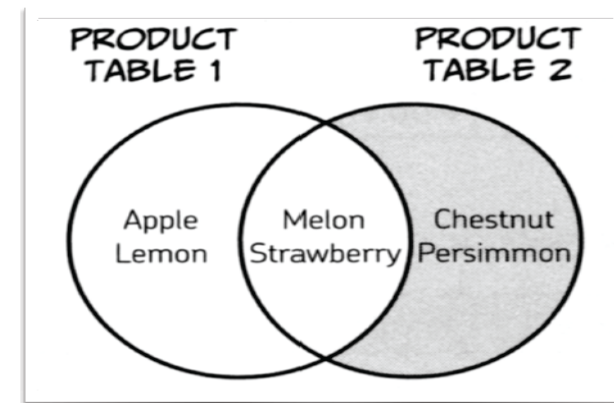 PRODUCT
TABLE 1
PRODUCT
TABLE 2
Apple
Lemon
Melon
Strawberry
Chestnut
Persimmon